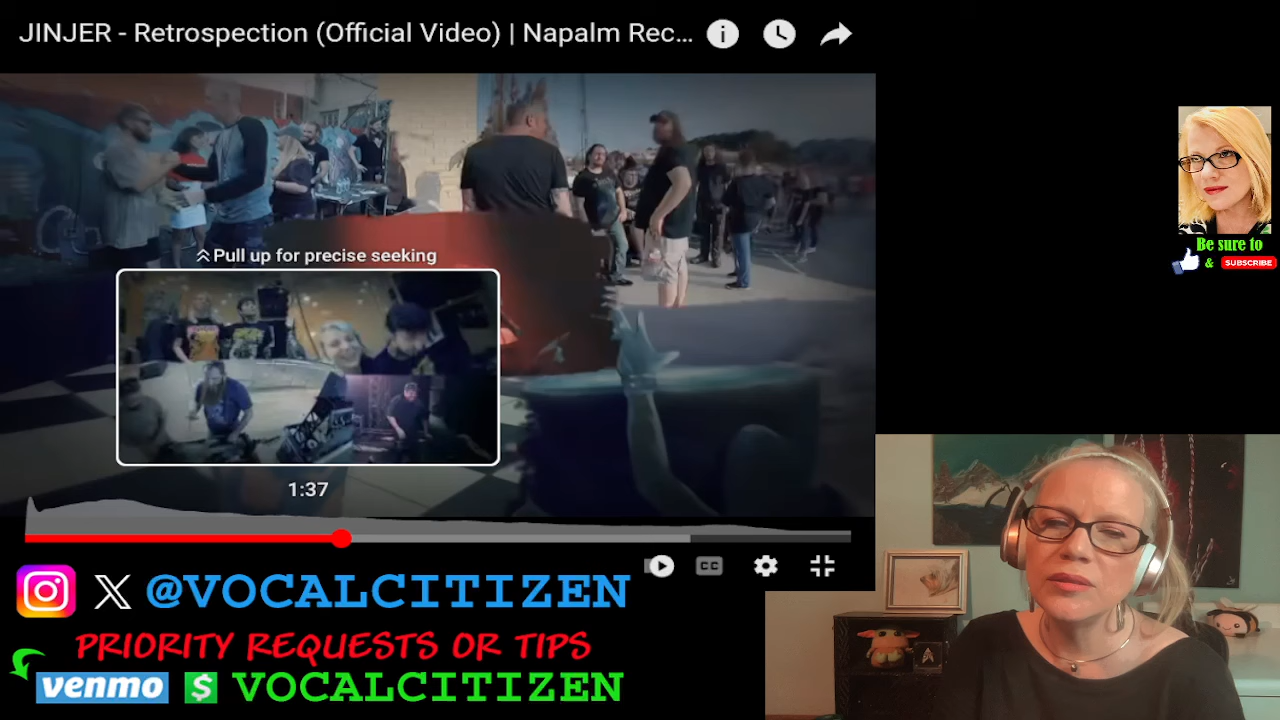 JINJER - Retrospection (Official Video) | Napalm Rec...
Pull up for precise seeking
1:37
CC
Be sure to
&
SUBSCRIBE
@VOCALCITIZEN
PRIORITY REQUESTS OR TIPS
venmo $ VOCALCITIZEN